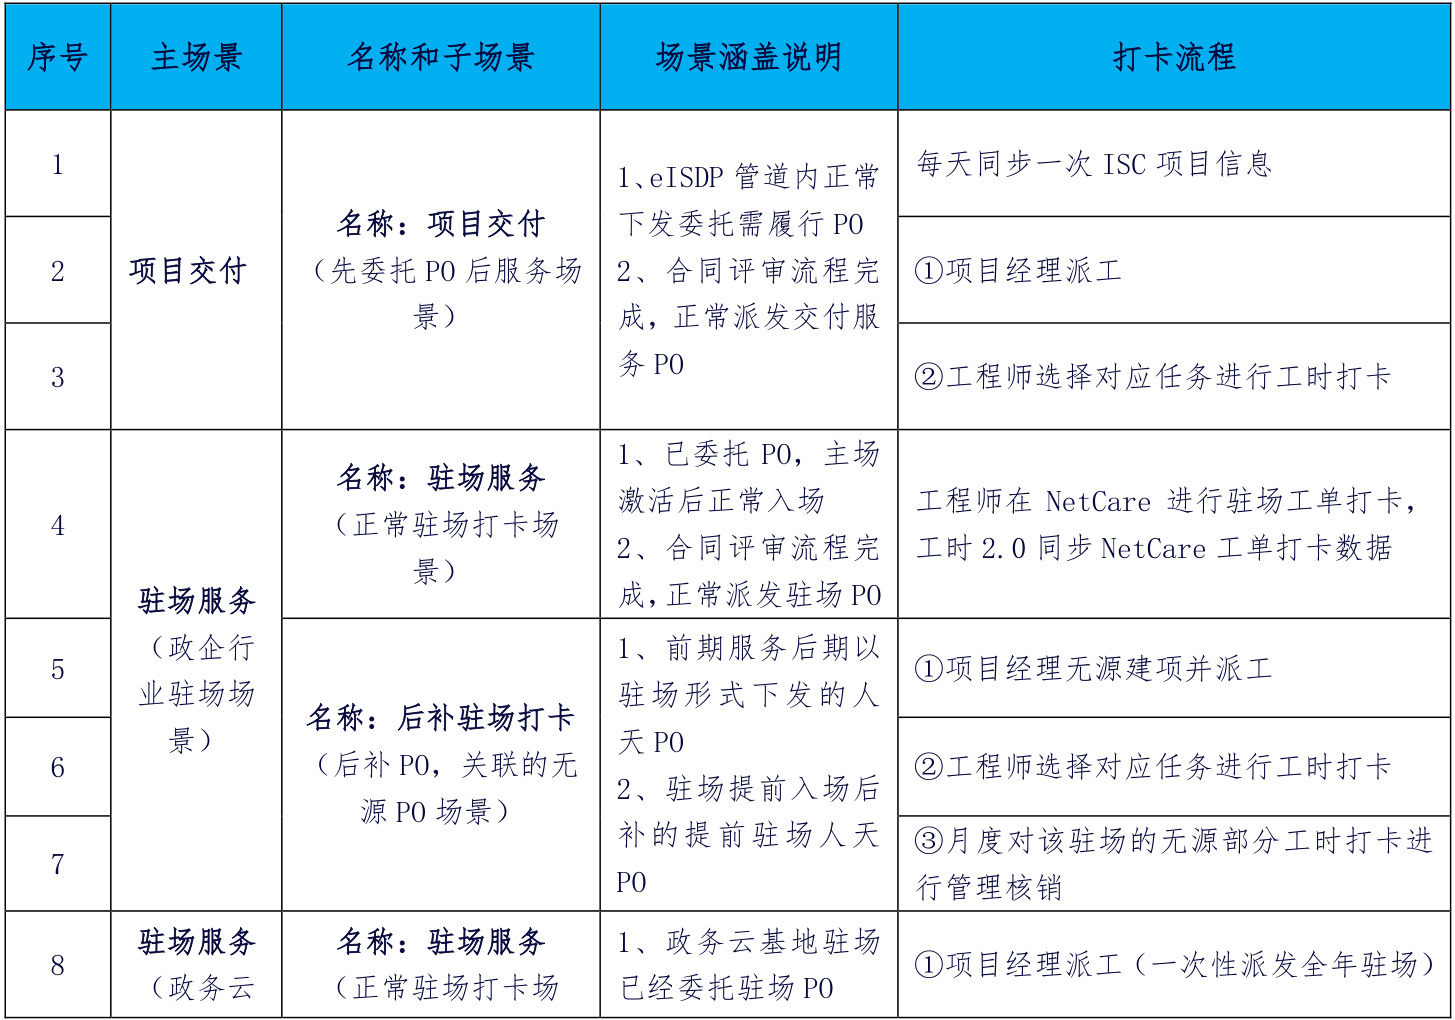 序号 主场景 名称和子场景 场景涵盖说明 打卡流程
1
2
3
项目交付
名称：项目交付
（先委托 PO 后服务场
景）
1、eISDP 管道内正常
下发委托需履行 PO
2、合同评审流程完
成，正常派发交付服
务 PO
每天同步一次 ISC 项目信息
①项目经理派工
②工程师选择对应任务进行工时打卡
4
5
6
7
驻场服务
（政企行
业驻场场
景）
名称：驻场服务
（正常驻场打卡场
景）
1、已委托 PO，主场
激活后正常入场
2、合同评审流程完
成，正常派发驻场 PO
工程师在 NetCare 进行驻场工单打卡，
工时 2.0 同步 NetCare 工单打卡数据
名称：后补驻场打卡
（后补 PO，关联的无
源 PO 场景）
1、前期服务后期以
驻场形式下发的人
天 PO
2、驻场提前入场后
补的提前驻场人天
PO
①项目经理无源建项并派工
②工程师选择对应任务进行工时打卡
③月度对该驻场的无源部分工时打卡进
行管理核销
8
驻场服务
（政务云
名称：驻场服务
（正常驻场打卡场
1、政务云基地驻场
已经委托驻场 PO
①项目经理派工（一次性派发全年驻场）